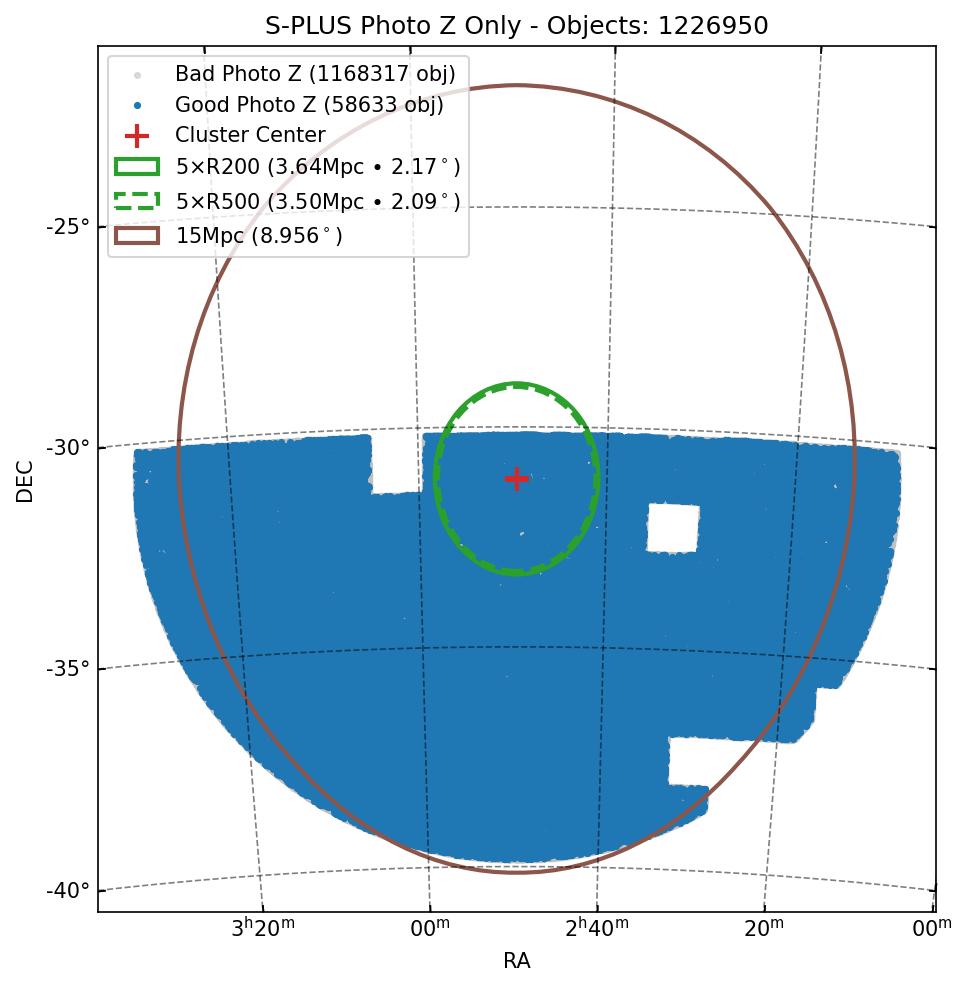 S-PLUS Photo Z Only - Objects: 1226950
Bad Photo Z (1168317 obj)
Good Photo Z (58633 obj)
Cluster Center
5×R200 (3.64Mpc • 2.17°)
5×R500 (3.50Mpc • 2.09°)
15Mpc (8.956°)
-25°
-30°
-35°
-40°
DEC
3h20m 00m 2h40m 20m 00m
RA